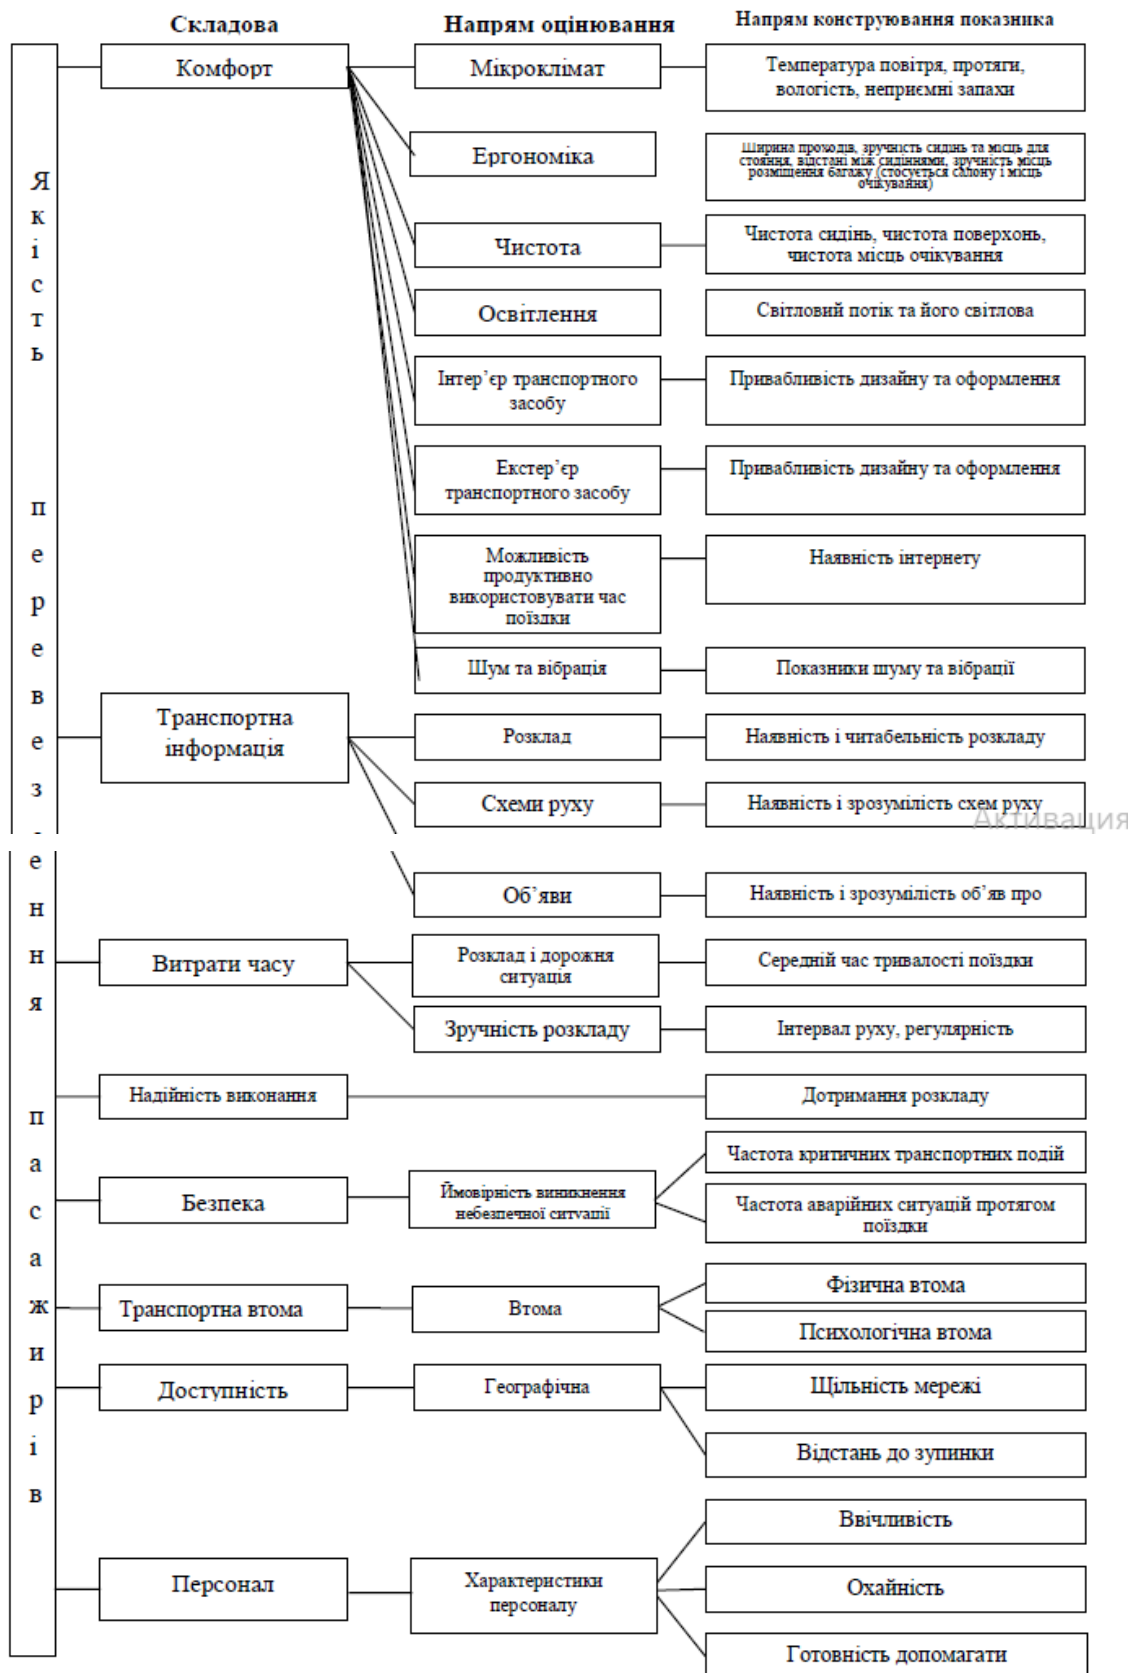 Складова
Напрям оцінювання
Напрям конструювання показника
Якість перевезення пасажирів
Комфорт
Мікроклімат
Температура повітря, протяги,
вологість, неприємні запахи
Ергономіка
Ширина проходів, зручність сидінь та місць для
стояння, відстані між сидіннями, зручність місць
розміщення багажу (стосується салону і місць
очікування)
Чистота
Чистота сидінь, чистота поверхонь,
чистота місць очікування
Освітлення
Світловий потік та його світлова
Інтер’єр транспортного
засобу
Привабливість дизайну та оформлення
Екстер’єр
транспортного засобу
Привабливість дизайну та оформлення
Можливість
продуктивно
використовувати час
поїздки
Наявність інтернету
Шум та вібрація
Показники шуму та вібрації
Транспортна
інформація
Розклад
Наявність і читабельність розкладу
Схеми руху
Наявність і зрозумілість схем руху
Активация
Об’яви
Наявність і зрозумілість об’яв про
Витрати часу
Розклад і дорожня
ситуація
Середній час тривалості поїздки
Зручність розкладу
Інтервал руху, регулярність
Надійність виконання
Дотримання розкладу
Безпека
Ймовірність виникнення
небезпечної ситуації
Частота критичних транспортних подій
Частота аварійних ситуацій протягом
поїздки
Транспортна втома
Втома
Фізична втома
Психологічна втома
Доступність
Географічна
Щільність мережі
Відстань до зупинки
Персонал
Характеристики
персоналу
Ввічливість
Охайність
Готовність допомагати